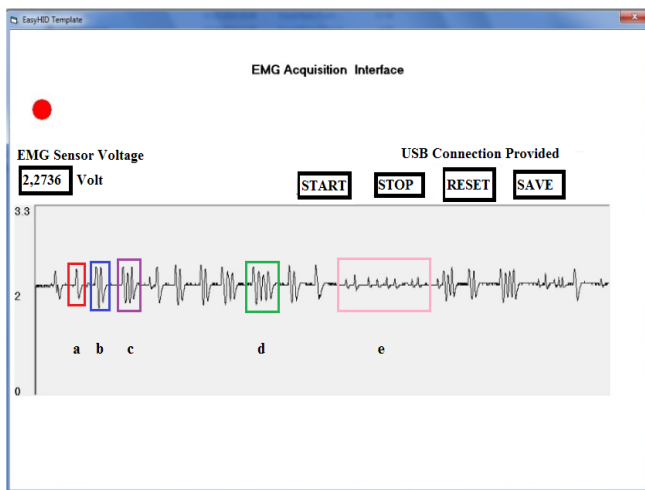 EasyHID Template
X
EMG Acquisition Interface
EMG Sensor Voltage
USB Connection Provided
2,2736 Volt
START STOP RESET SAVE
3.3
2
a b c d e
0